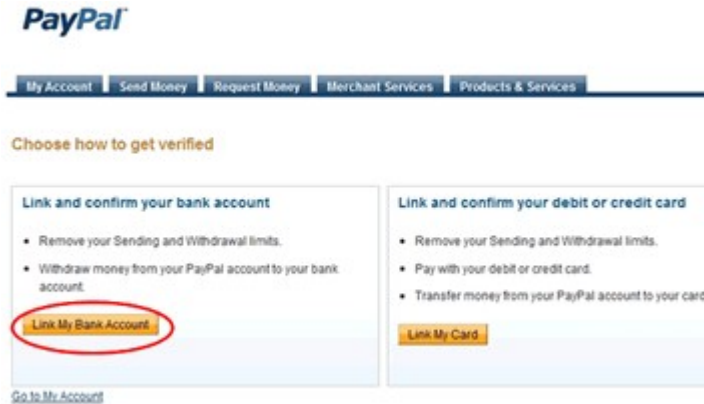 PayPal
My Account Send Money Request Money Merchant Services Products & Services
Choose how to get verified
Link and confirm your bank account
• Remove your Sending and Withdrawal limits.
• Withdraw money from your PayPal account to your bank
account.
Link My Bank Account
Link and confirm your debit or credit card
• Remove your Sending and Withdrawal limits.
• Pay with your debit or credit card.
• Transfer money from your PayPal account to your card
Link My Card
Go to My Account